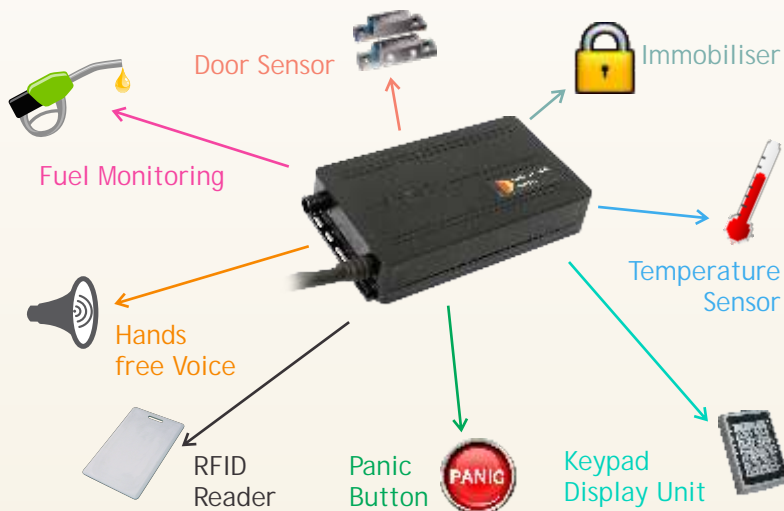 Door Sensor
Immobiliser
Fuel Monitoring
Temperature
Sensor
Hands
free Voice
RFID
Reader
Panic
Button
PANIC
Keypad
Display Unit